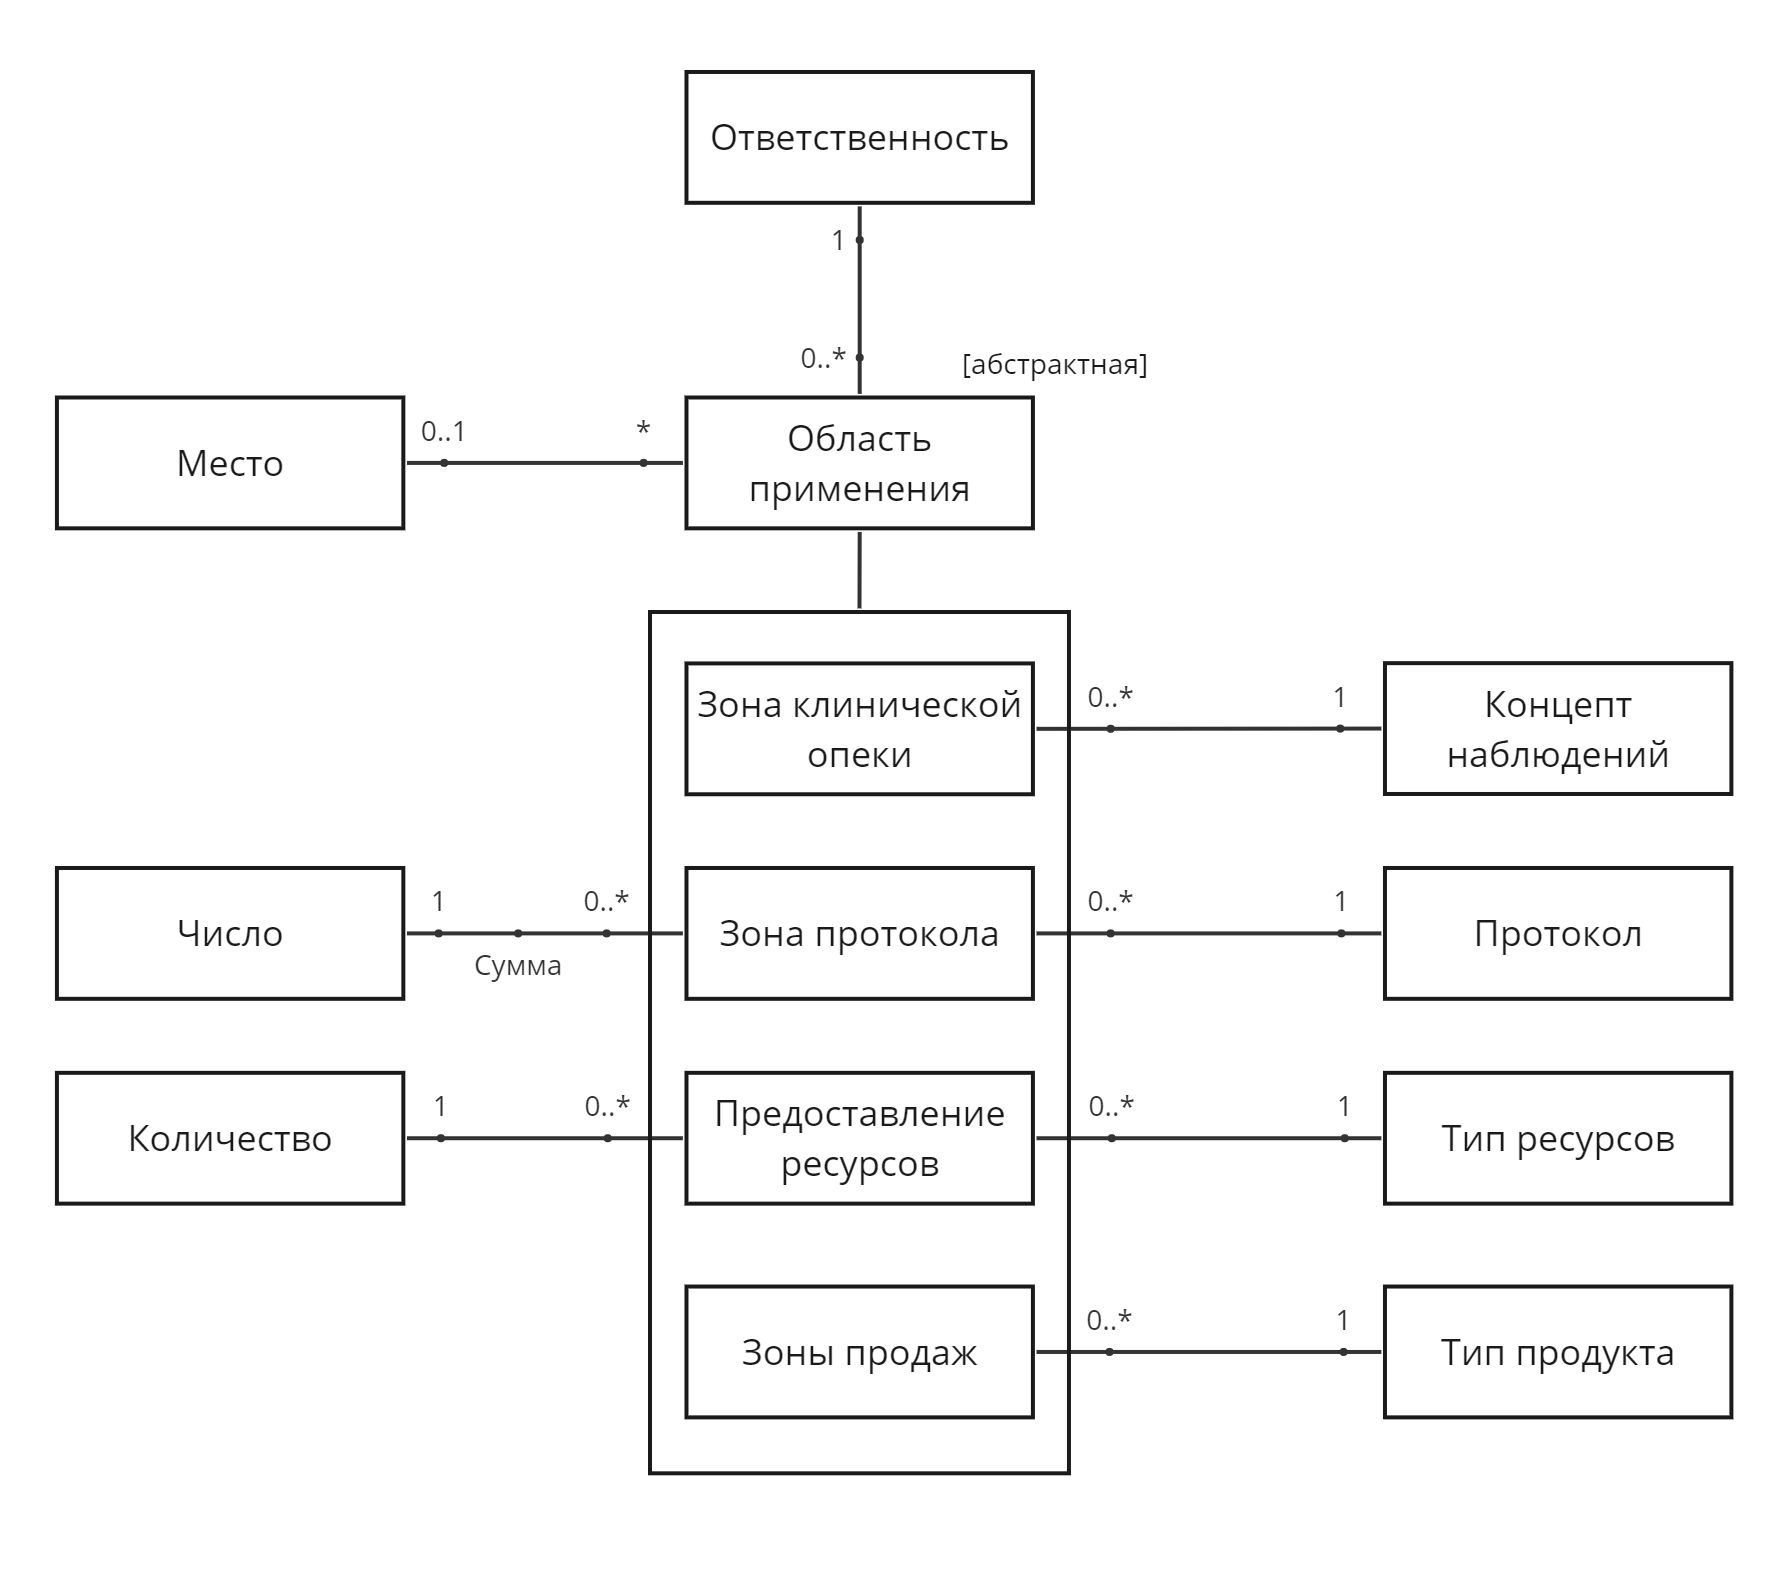 Ответственность
1
0..*
[абстрактная]
Место
0..1
*
Область
применения
Зона клинической
опеки
0..*
1
Концепт
наблюдений
Число
1
0..*
Сумма
Зона протокола
0..*
1
Протокол
Количество
1
0..*
Предоставление
ресурсов
0..*
1
Тип ресурсов
Зоны продаж
0..*
1
Тип продукта